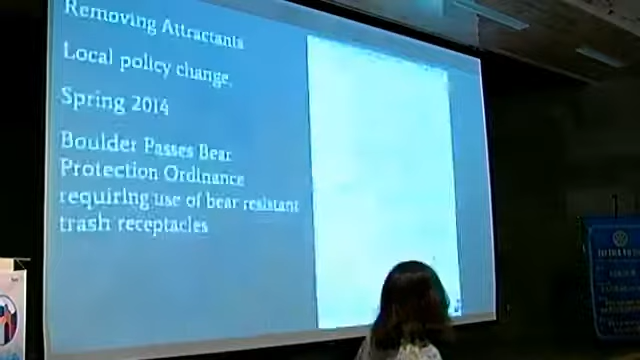 Removing Attractants
Local policy change.
Spring 2014
Boulder Passes Bear
Protection Ordinance
requiring use of bear resistant
trash receptacles